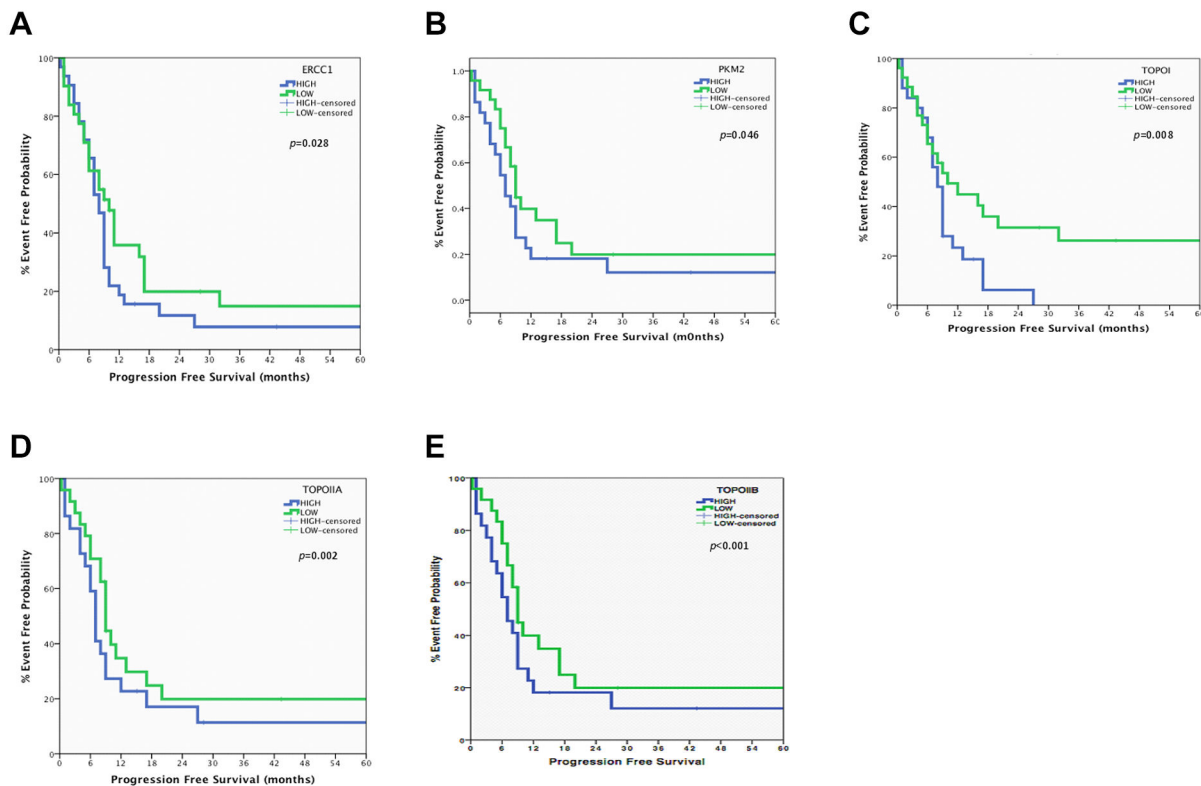 A
ERCC1
HIGH
LOW
HIGH-censored
LOW-censored
p=0.028
% Event Free Probability
100
80
60
40
20
0
0 6 12 18 24 30 36 42 48 54 60
Progression Free Survival (months)
B
PKM2
HIGH
LOW
HIGH-censored
LOW-censored
p=0.046
% Event Free Probability
1.0
0.8
0.6
0.4
0.2
0.0
0 6 12 18 24 30 36 42 48 54 60
Progression Free Survival (m0nths)
C
TOPOI
HIGH
LOW
HIGH-censored
LOW-censored
p=0.008
% Event Free Probability
100
80
60
40
20
0
0 6 12 18 24 30 36 42 48 54 60
Progression Free Survival (months)
D
TOPOIIA
HIGH
LOW
HIGH-censored
LOW-censored
p=0.002
% Event Free Probability
100
80
60
40
20
0
0 6 12 18 24 30 36 42 48 54 60
Progression Free Survival (months)
E
TOPOIIB
HIGH
LOW
HIGH-censored
LOW-censored
p<0.001
% Event Free Probability
100
80
60
40
20
0
0 6 12 18 24 30 36 42 48 54 60
Progression Free Survival